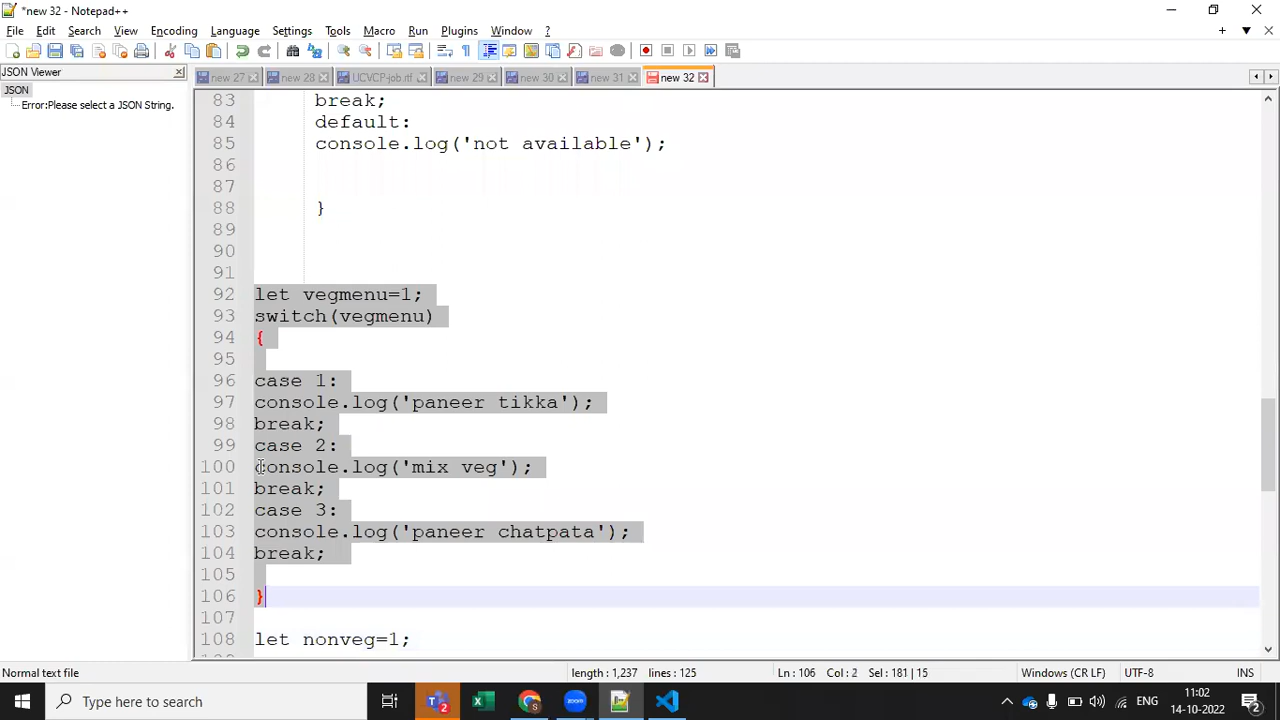 *new 32 - Notepad++
File Edit Search View Encoding Language Settings Tools Macro Run Plugins Window ?
JSON Viewer
new 27 new 28 UCVCP-job.rtf new 29 new 30 new 31 new 32
JSON
Error:Please select a JSON String.
83 break;
84 default:
85 console.log('not available');
86
87
88 }
89
90
91
92 let vegmenu=1;
93 switch(vegmenu)
94 {
95
96 case 1:
97 console.log('paneer tikka');
98 break;
99 case 2:
100 console.log('mix veg');
101 break;
102 case 3:
103 console.log('paneer chatpata');
104 break;
105
106 }
107
108 let nonveg=1;
Normal text file length : 1,237 lines : 125 Ln : 106 Col : 2 Sel : 181 | 15 Windows (CR LF) UTF-8 INS
Type here to search
ENG
11:02
14-10-2022
2
2